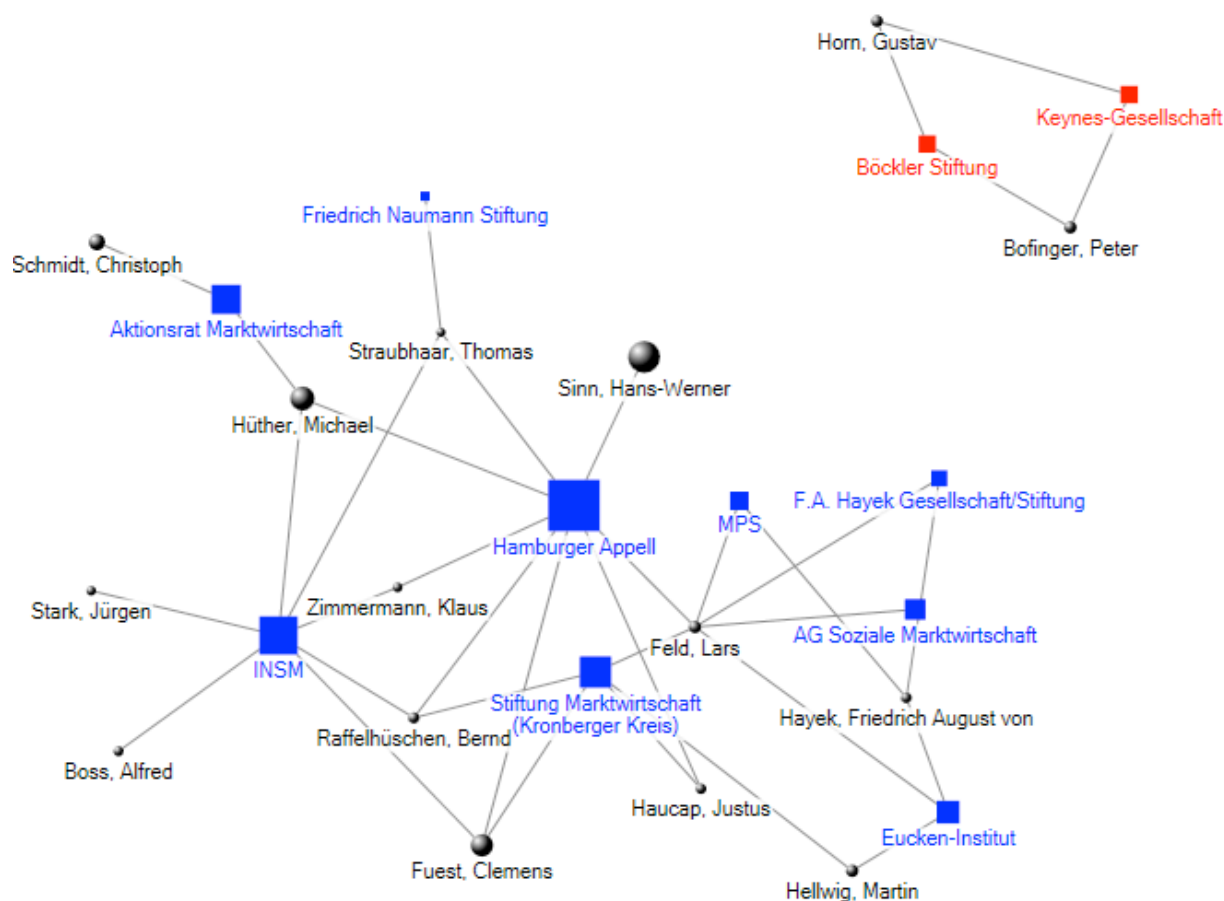 Horn, Gustav
Keynes-Gesellschaft
Böckler Stiftung
Friedrich Naumann Stiftung
Bofinger, Peter
Schmidt, Christoph
Aktionsrat Marktwirtschaft
Straubhaar, Thomas
Sinn, Hans-Werner
Hüther, Michael
F.A. Hayek Gesellschaft/Stiftung
MPS
Hamburger Appell
Stark, Jürgen
Zimmermann, Klaus
AG Soziale Marktwirtschaft
Feld, Lars
INSM
Stiftung Marktwirtschaft
(Kronberger Kreis)
Hayek, Friedrich August von
Raffelhüschen, Bernd
Boss, Alfred
Haucap, Justus
Eucken-Institut
Fuest, Clemens
Hellwig, Martin